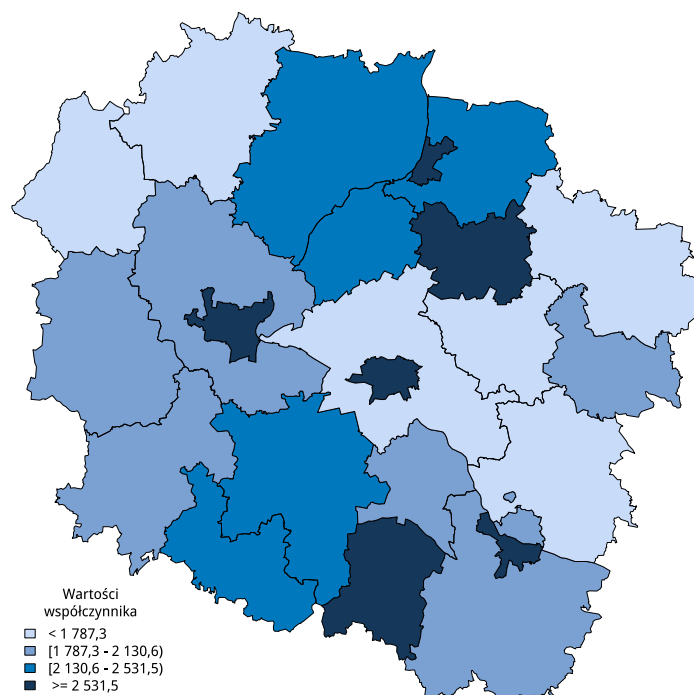 Wartości
współczynnika
< 1 787,3
[1 787,3 - 2 130,6)
[2 130,6 - 2 531,5)
>= 2 531,5